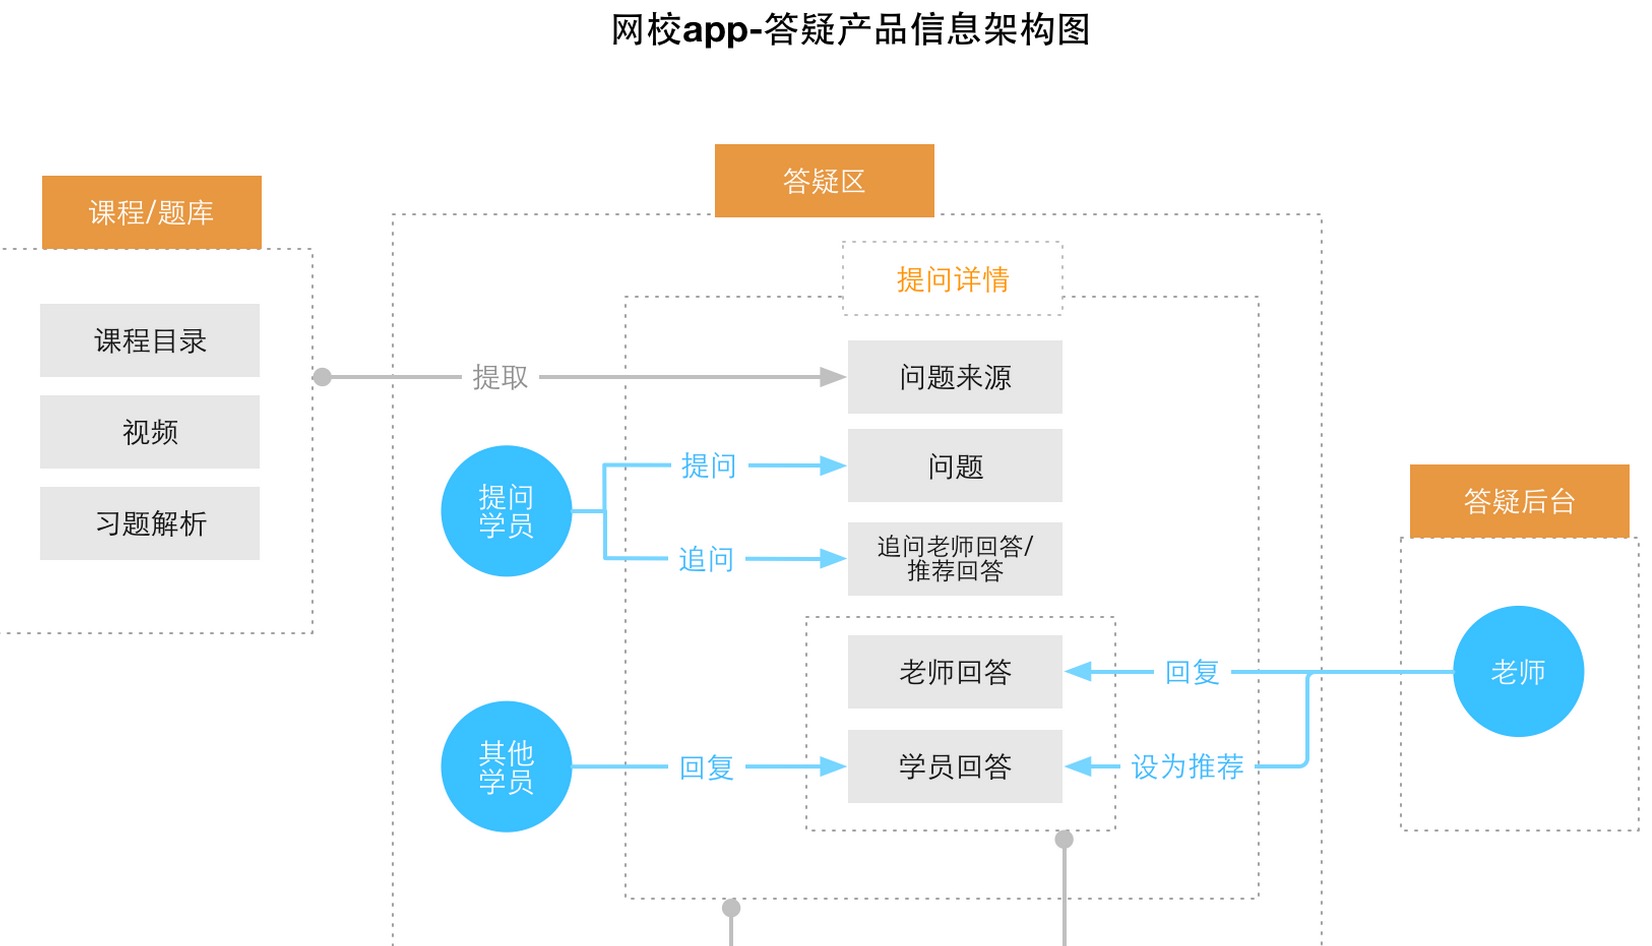 网校app-答疑产品信息架构图
答疑区
课程/题库
提问详情
课程目录
视频
习题解析
提取
问题来源
提问
学员
提问
问题
追问
追问老师回答/
推荐回答
答疑后台
老师回答
回复
老师
其他
学员
回复
学员回答
设为推荐